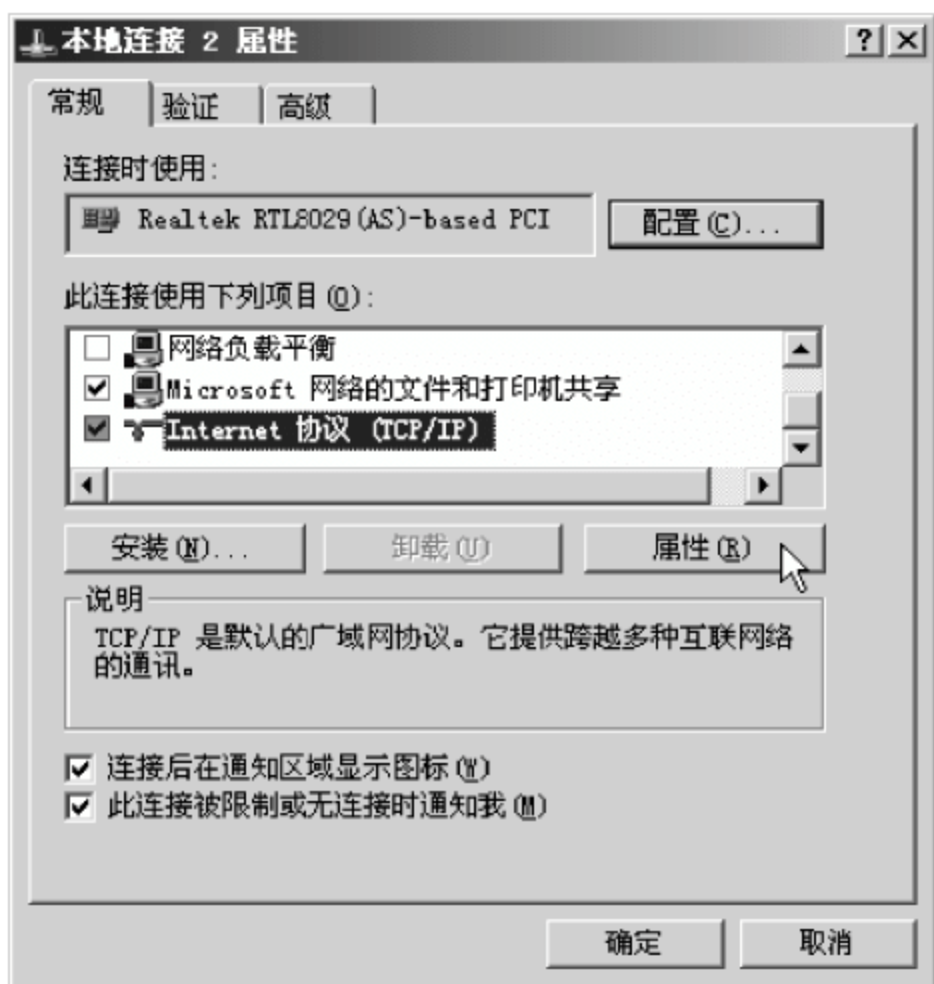 本地连接 2 属性
常规 验证 高级
连接时使用:
Realtek RTL8029(AS)-based PCI 配置(C)...
此连接使用下列项目(O):
网络负载平衡
Microsoft 网络的文件和打印机共享
Internet 协议 (TCP/IP)
安装(N)... 卸载(U) 属性(R)
说明
TCP/IP 是默认的广域网协议。它提供跨越多种互联网络
的通讯。
连接后在通知区域显示图标(W)
此连接被限制或无连接时通知我(M)
确定 取消